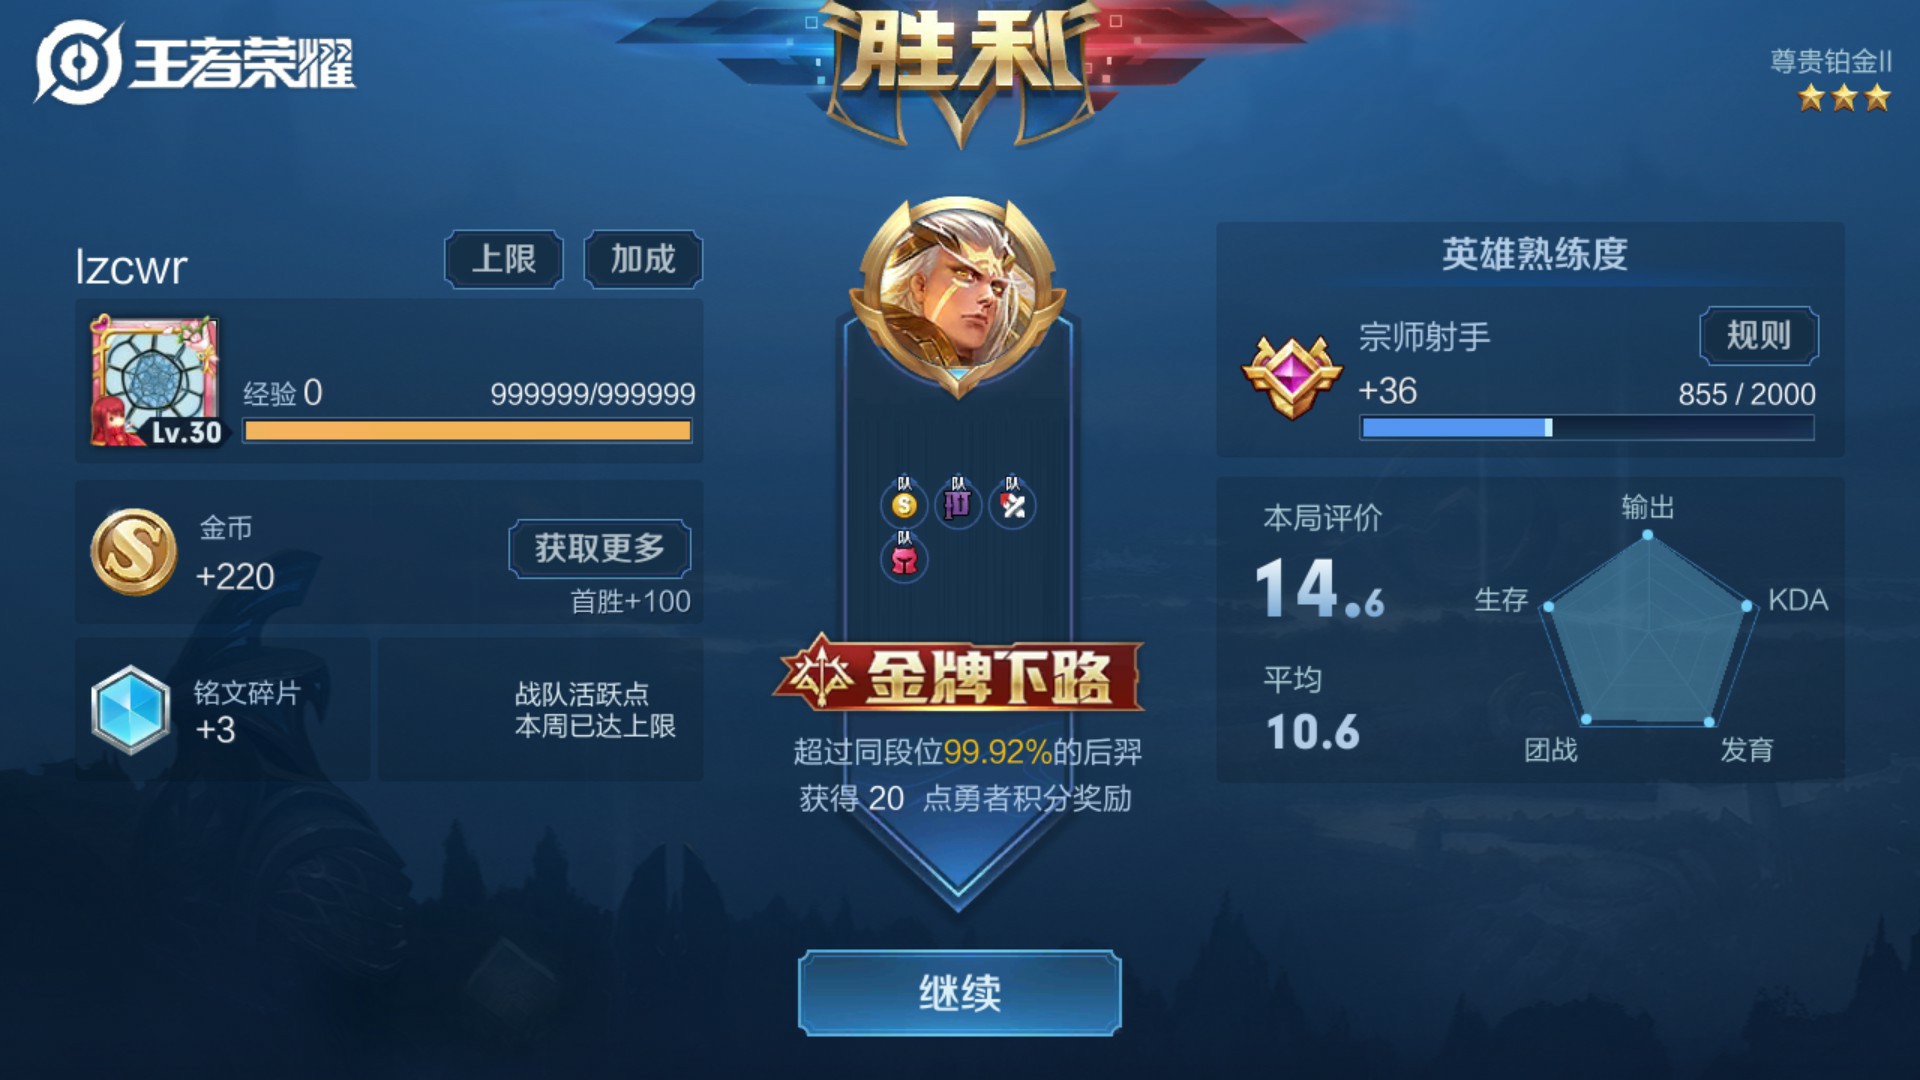 王者荣耀
胜利
尊贵铂金II
lzcwr
上限
加成
经验 0
999999/999999
Lv.30
金币
+220
获取更多
首胜+100
铭文碎片
+3
战队活跃点
本周已达上限
队
队
队
队
金牌下路
超过同段位99.92%的后羿
获得 20 点勇者积分奖励
继续
英雄熟练度
宗师射手
规则
+36
855 / 2000
本局评价
14.6
平均
10.6
输出
生存
KDA
团战
发育